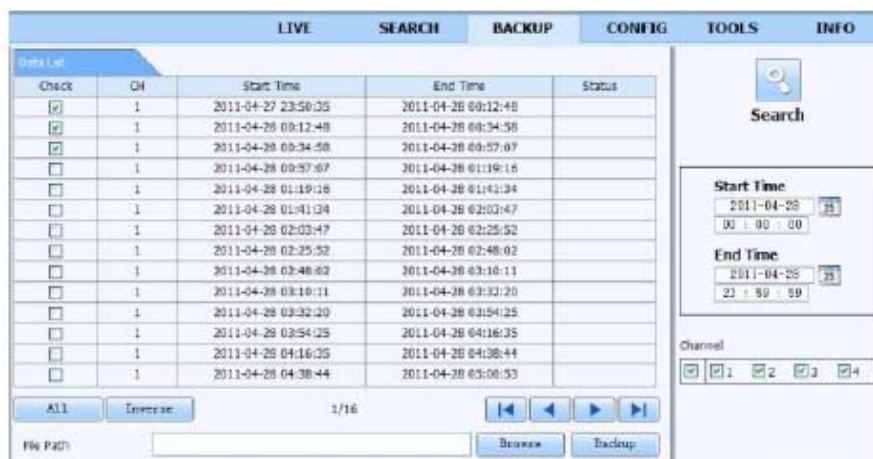 LIVE SEARCH BACKUP CONFIG TOOLS INFO
Data List
Check CH Start Time End Time Status
1 2011-04-27 23:50:35 2011-04-28 00:12:48
1 2011-04-28 00:12:48 2011-04-28 00:34:58
1 2011-04-28 00:34:58 2011-04-28 00:57:07
1 2011-04-28 00:57:07 2011-04-28 01:19:16
1 2011-04-28 01:19:16 2011-04-28 01:41:34
1 2011-04-28 01:41:34 2011-04-28 02:03:47
1 2011-04-28 02:03:47 2011-04-28 02:25:52
1 2011-04-28 02:25:52 2011-04-28 02:48:02
1 2011-04-28 02:48:02 2011-04-28 03:10:11
1 2011-04-28 03:10:11 2011-04-28 03:32:20
1 2011-04-28 03:32:20 2011-04-28 03:54:25
1 2011-04-28 03:54:25 2011-04-28 04:16:35
1 2011-04-28 04:16:35 2011-04-28 04:38:44
1 2011-04-28 04:38:44 2011-04-28 05:00:53
All Inverse 1/16
File Path Browse Backup
Search
Start Time
2011-04-28 25
00 : 00 : 00
End Time
2011-04-28 25
23 : 59 : 59
Channel
1 2 3 4